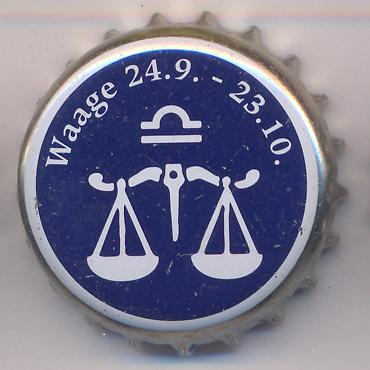 Waage 24.9. - 23.10.